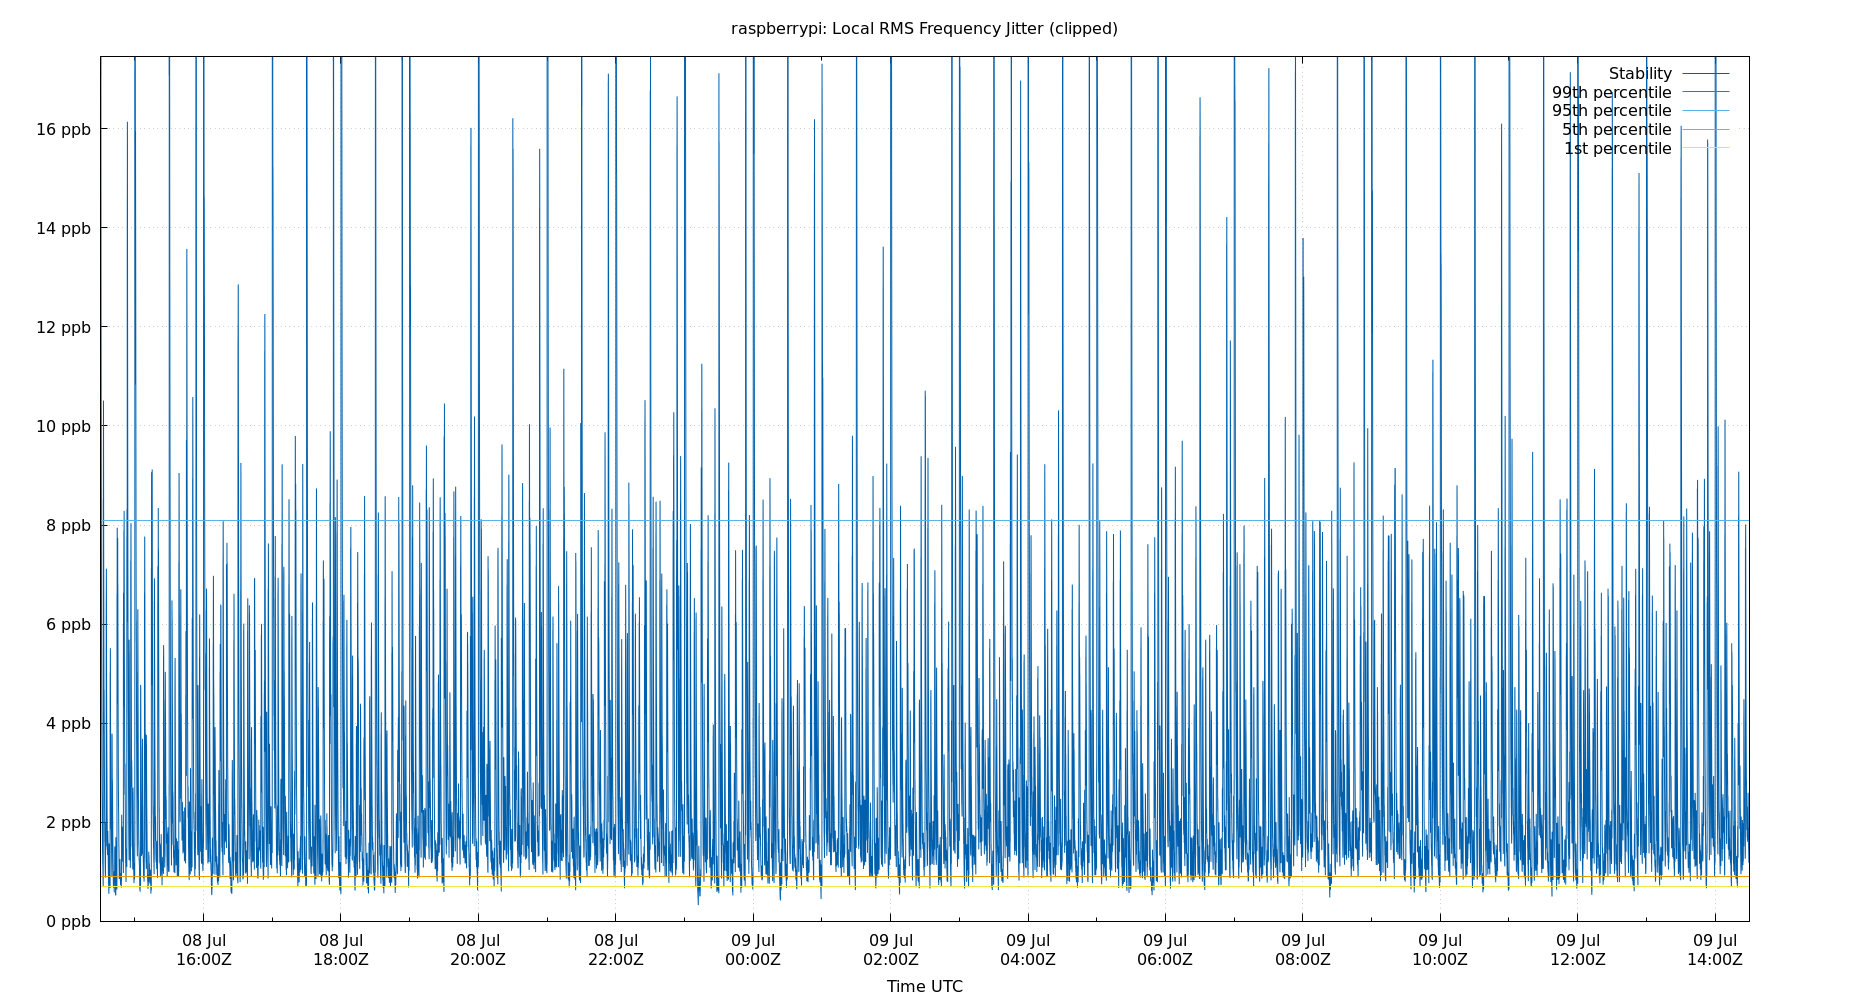 raspberrypi: Local RMS Frequency Jitter (clipped)
Stability
99th percentile
95th percentile
5th percentile
1st percentile
16 ppb
14 ppb
12 ppb
10 ppb
8 ppb
6 ppb
4 ppb
2 ppb
0 ppb
08 Jul 08 Jul 08 Jul 08 Jul 09 Jul 09 Jul 09 Jul 09 Jul 09 Jul 09 Jul 09 Jul 09 Jul
16:00Z 18:00Z 20:00Z 22:00Z 00:00Z 02:00Z 04:00Z 06:00Z 08:00Z 10:00Z 12:00Z 14:00Z
Time UTC